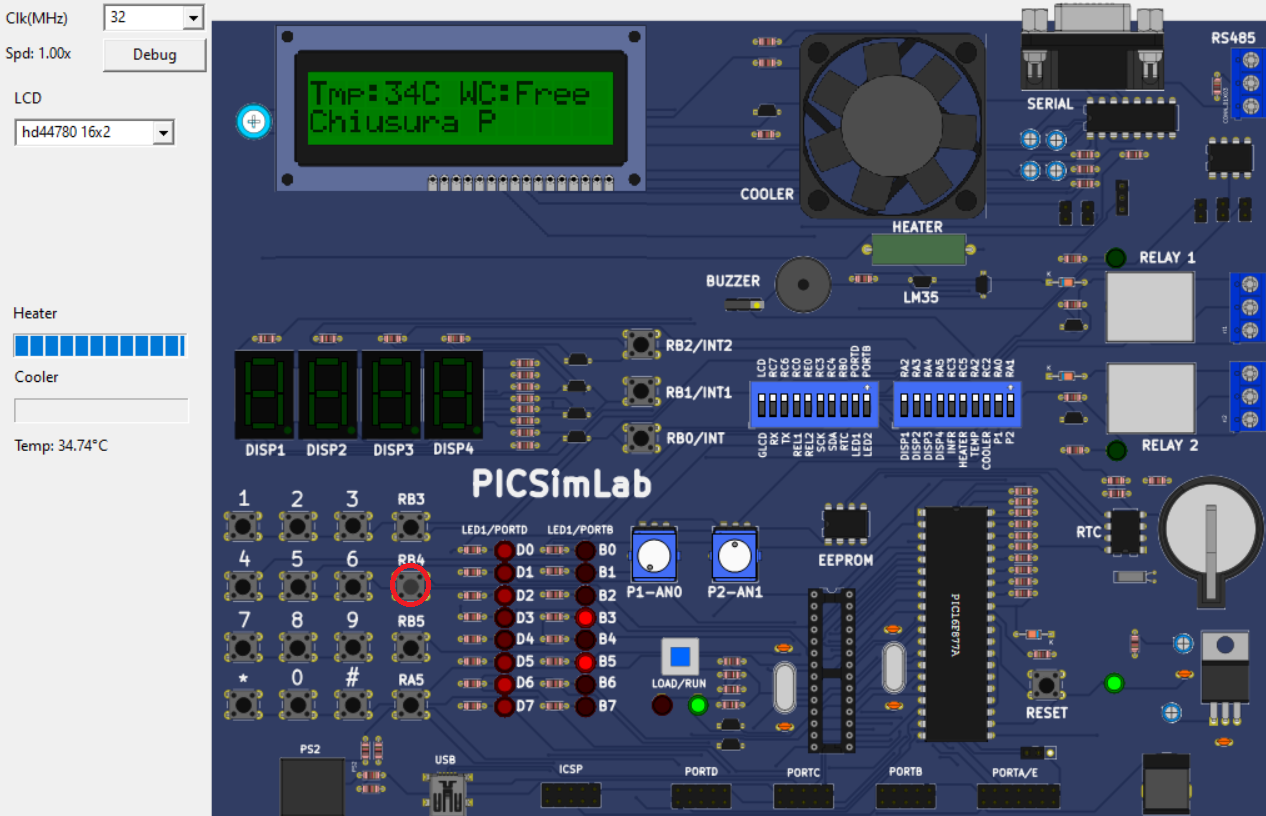 Clk(MHz) 32
Spd: 1.00x Debug
LCD
hd44780 16x2
Heater
Cooler
Temp: 34.74°C
Tmp:34C WC:Free
Chiusura P
COOLER
HEATER
BUZZER
LM35
SERIAL
RS485
RELAY 1
RELAY 2
RB2/INT2
RB1/INT1
RB0/INT
DISP1 DISP2 DISP3 DISP4
LCD RC7 RC6 RC0 RE0 RC3 RC4 RB0 PORTD PORTB
GLCD RX TX REL1 REL2 SCK SDA RTC LED1 LED2
RA2 RA3 RA4 RA5 RC5 RC5 RA2 RC2 RA0 RA1
DISP1 DISP2 DISP3 DISP4 INFR HEATER TEMP COOLER P1 P2
PICSimLab
1 2 3 RB3
4 5 6 RB4
7 8 9 RB5
* 0 # RA5
LED1/PORTD LED1/PORTB
D0 B0
D1 B1
D2 B2
D3 B3
D4 B4
D5 B5
D6 B6
D7 B7
P1-AN0 P2-AN1
EEPROM
LOAD/RUN
PIC16F877A
RTC
RESET
PS2
USB
ICSP
PORTD
PORTC
PORTB
PORTA/E